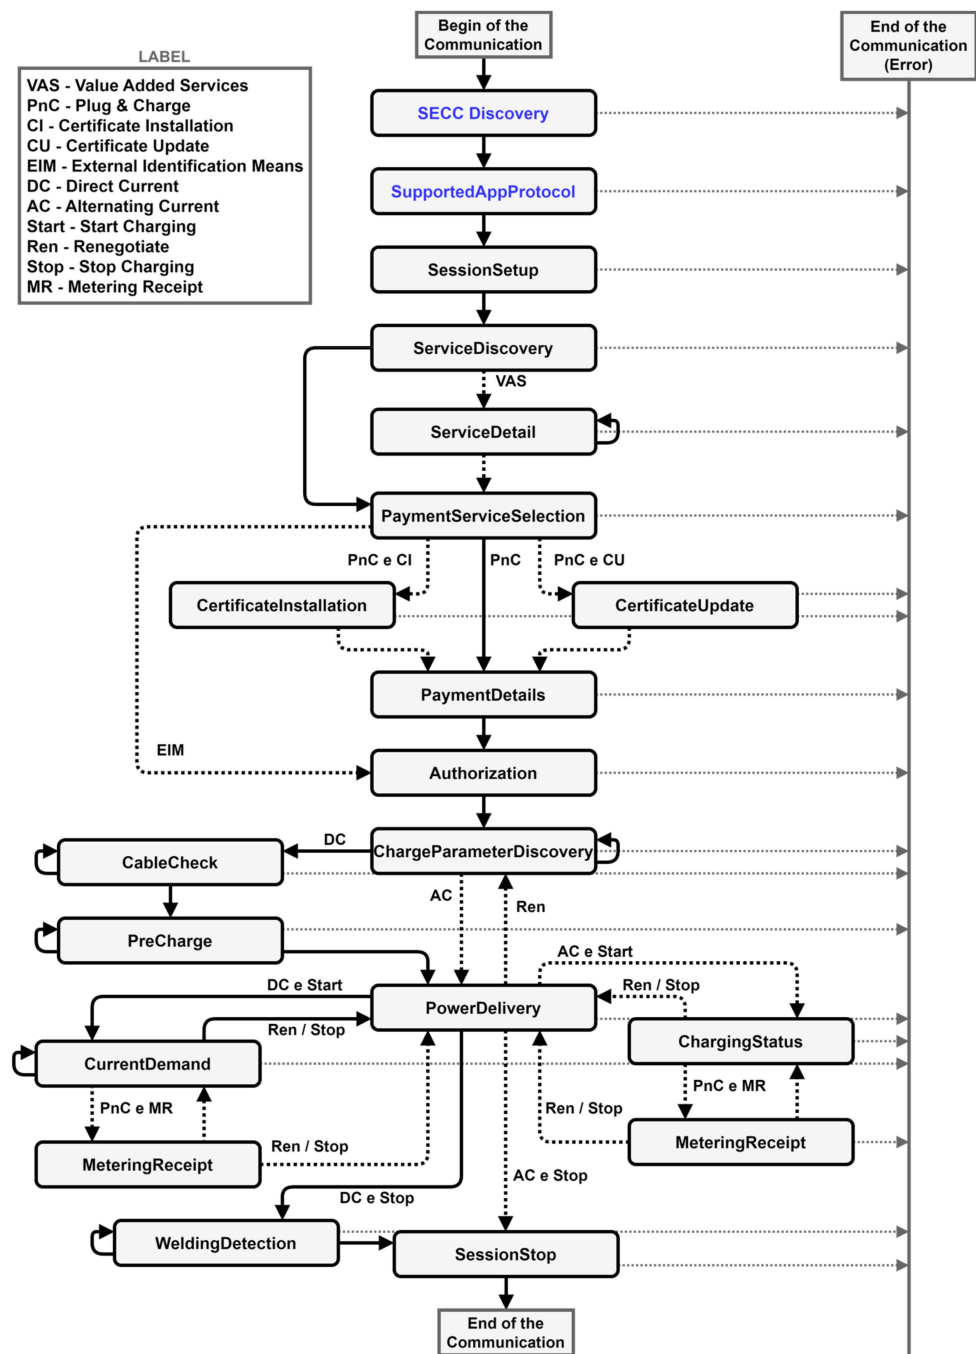 Begin of the
Communication
End of the
Communication
(Error)
LABEL
VAS - Value Added Services
PnC - Plug & Charge
CI - Certificate Installation
CU - Certificate Update
EIM - External Identification Means
DC - Direct Current
AC - Alternating Current
Start - Start Charging
Ren - Renegotiate
Stop - Stop Charging
MR - Metering Receipt
SECC Discovery
SupportedAppProtocol
SessionSetup
ServiceDiscovery
VAS
ServiceDetail
PaymentServiceSelection
PnC e CI
PnC
PnC e CU
CertificateInstallation
CertificateUpdate
PaymentDetails
EIM
Authorization
DC
ChargeParameterDiscovery
CableCheck
AC
Ren
PreCharge
AC e Start
DC e Start
PowerDelivery
Ren / Stop
Ren / Stop
ChargingStatus
CurrentDemand
PnC e MR
PnC e MR
Ren / Stop
MeteringReceipt
Ren / Stop
MeteringReceipt
AC e Stop
DC e Stop
WeldingDetection
SessionStop
End of the
Communication